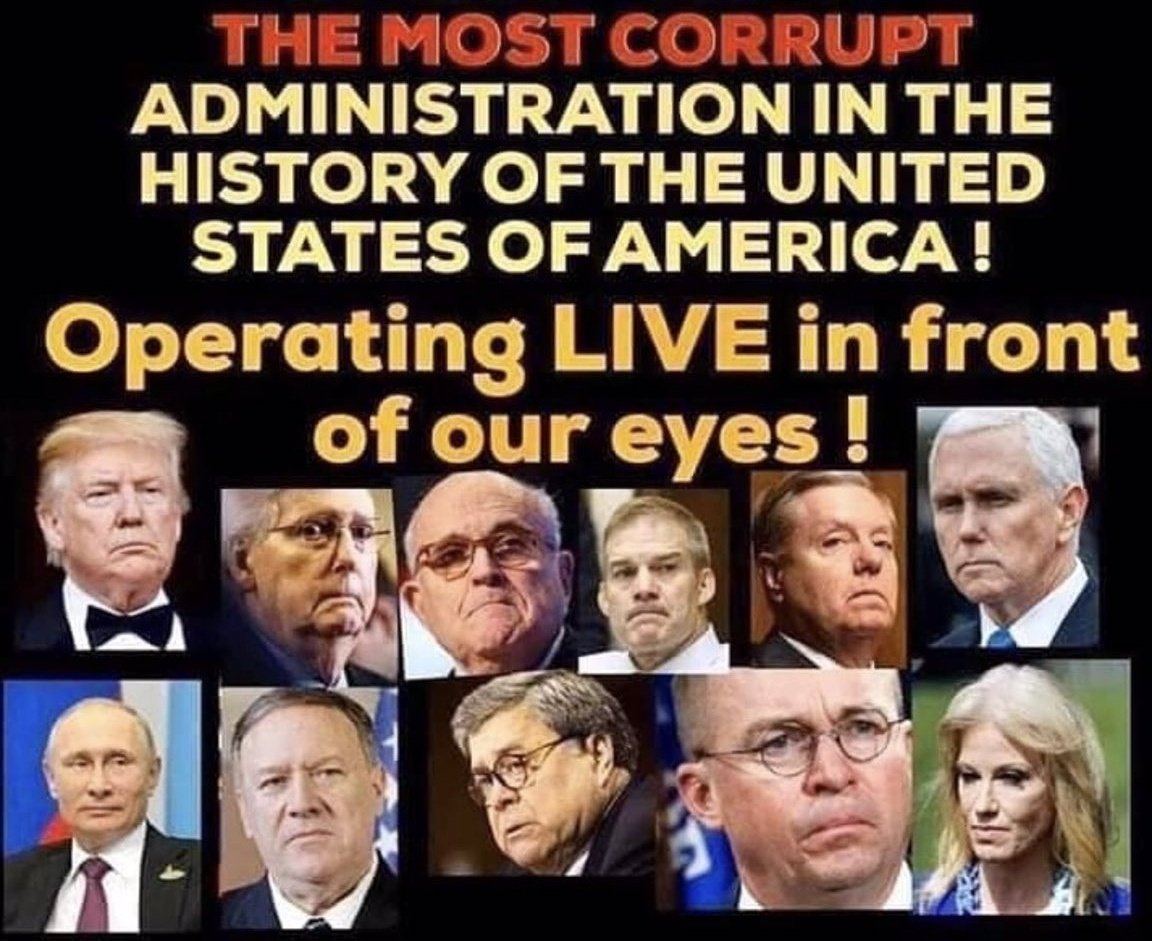 THE MOST CORRUPT
ADMINISTRATION IN THE
HISTORY OF THE UNITED
STATES OF AMERICA !
Operating LIVE in front
of our eyes !